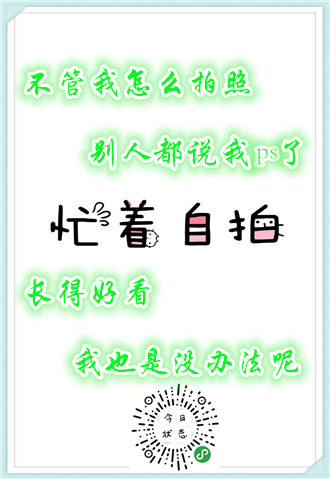 不管我怎么拍照
别人都说我ps了
忙着自拍
长得好看
我也是没办法呢
今日
状态